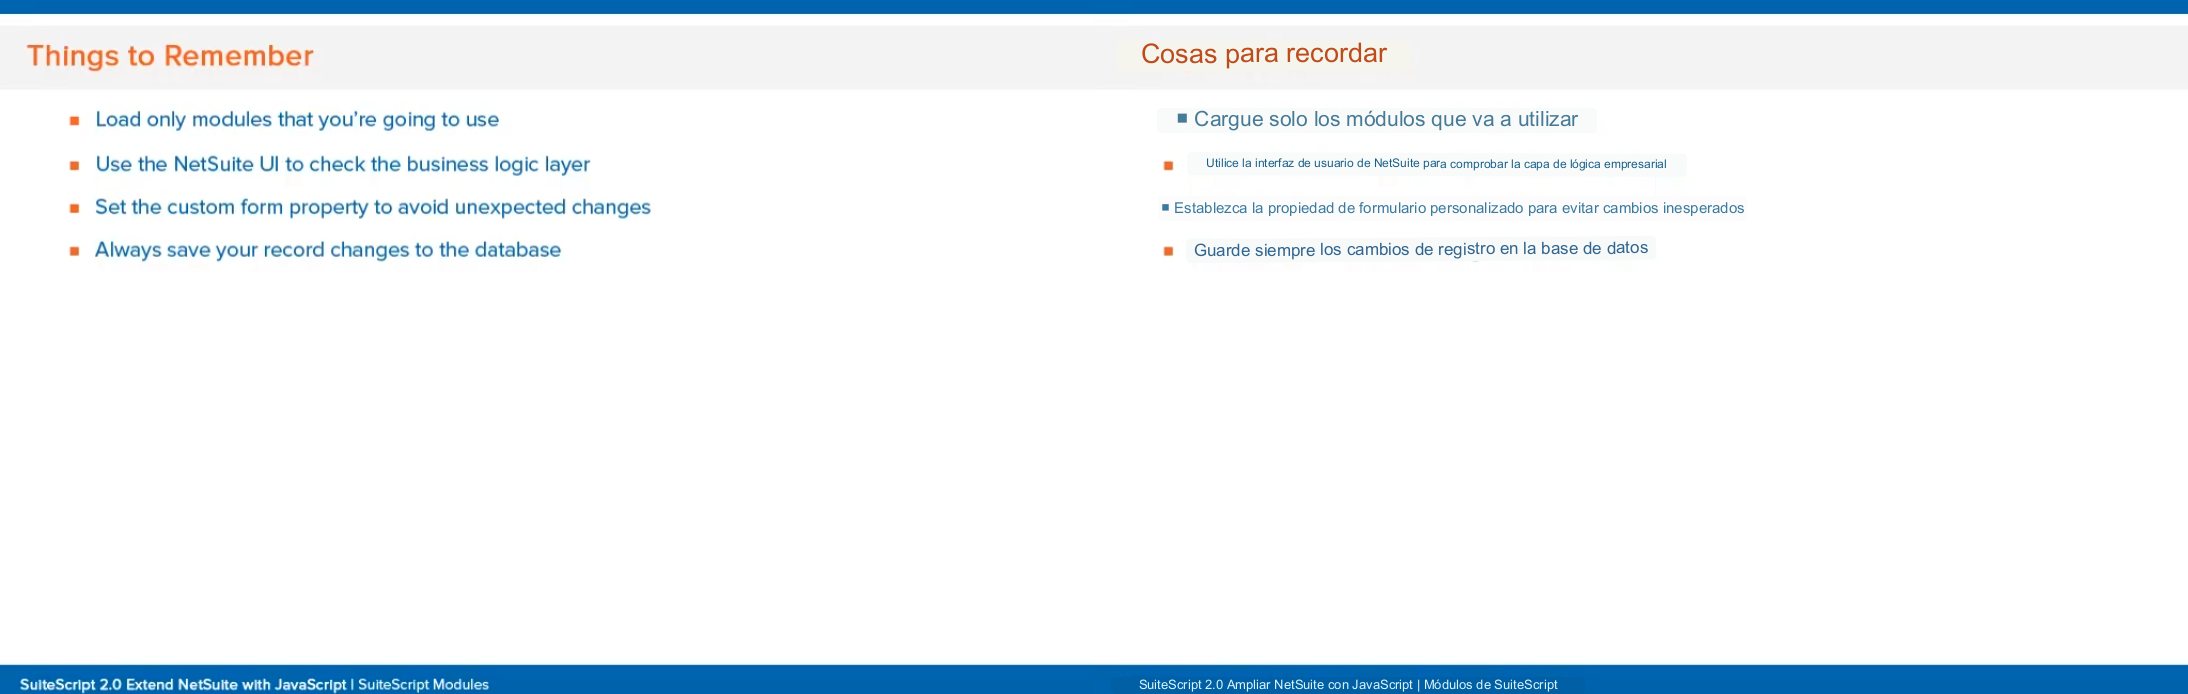 Things to Remember
Load only modules that you're going to use
Use the NetSuite UI to check the business logic layer
Set the custom form property to avoid unexpected changes
Always save your record changes to the database
SuiteScript 2.0 Extend NetSuite with JavaScript | SuiteScript Modules
Cosas para recordar
Cargue solo los módulos que va a utilizar
Utilice la interfaz de usuario de NetSuite para comprobar la capa de lógica empresarial
Establezca la propiedad de formulario personalizado para evitar cambios inesperados
Guarde siempre los cambios de registro en la base de datos
SuiteScript 2.0 Ampliar NetSuite con JavaScript | Módulos de SuiteScript